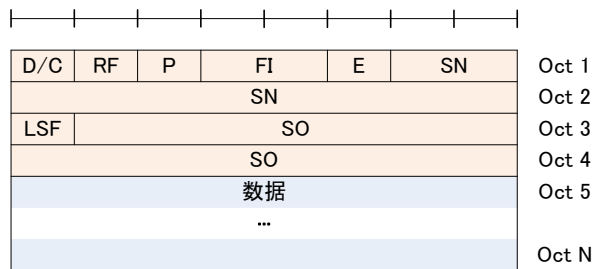 D/C RF P FI E SN Oct 1
SN Oct 2
LSF SO Oct 3
SO Oct 4
数据 Oct 5
...
Oct N